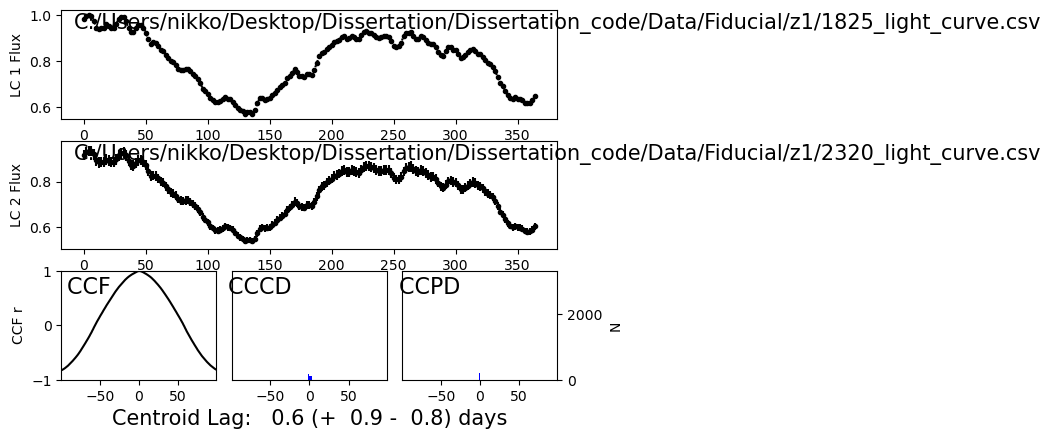 C:/Users/nikko/Desktop/Dissertation/Dissertation_code/Data/Fiducial/z1/1825_light_curve.csv
LC 1 Flux
1.0
0.8
0.6
0 50 100 150 200 250 300 350
C:/Users/nikko/Desktop/Dissertation/Dissertation_code/Data/Fiducial/z1/2320_light_curve.csv
LC 2 Flux
0.8
0.6
0 50 100 150 200 250 300 350
CCF CCCD CCPD
CCF r
1
0
−1
2000
0
N
−50 0 50 −50 0 50 −50 0 50
Centroid Lag: 0.6 (+ 0.9 - 0.8) days